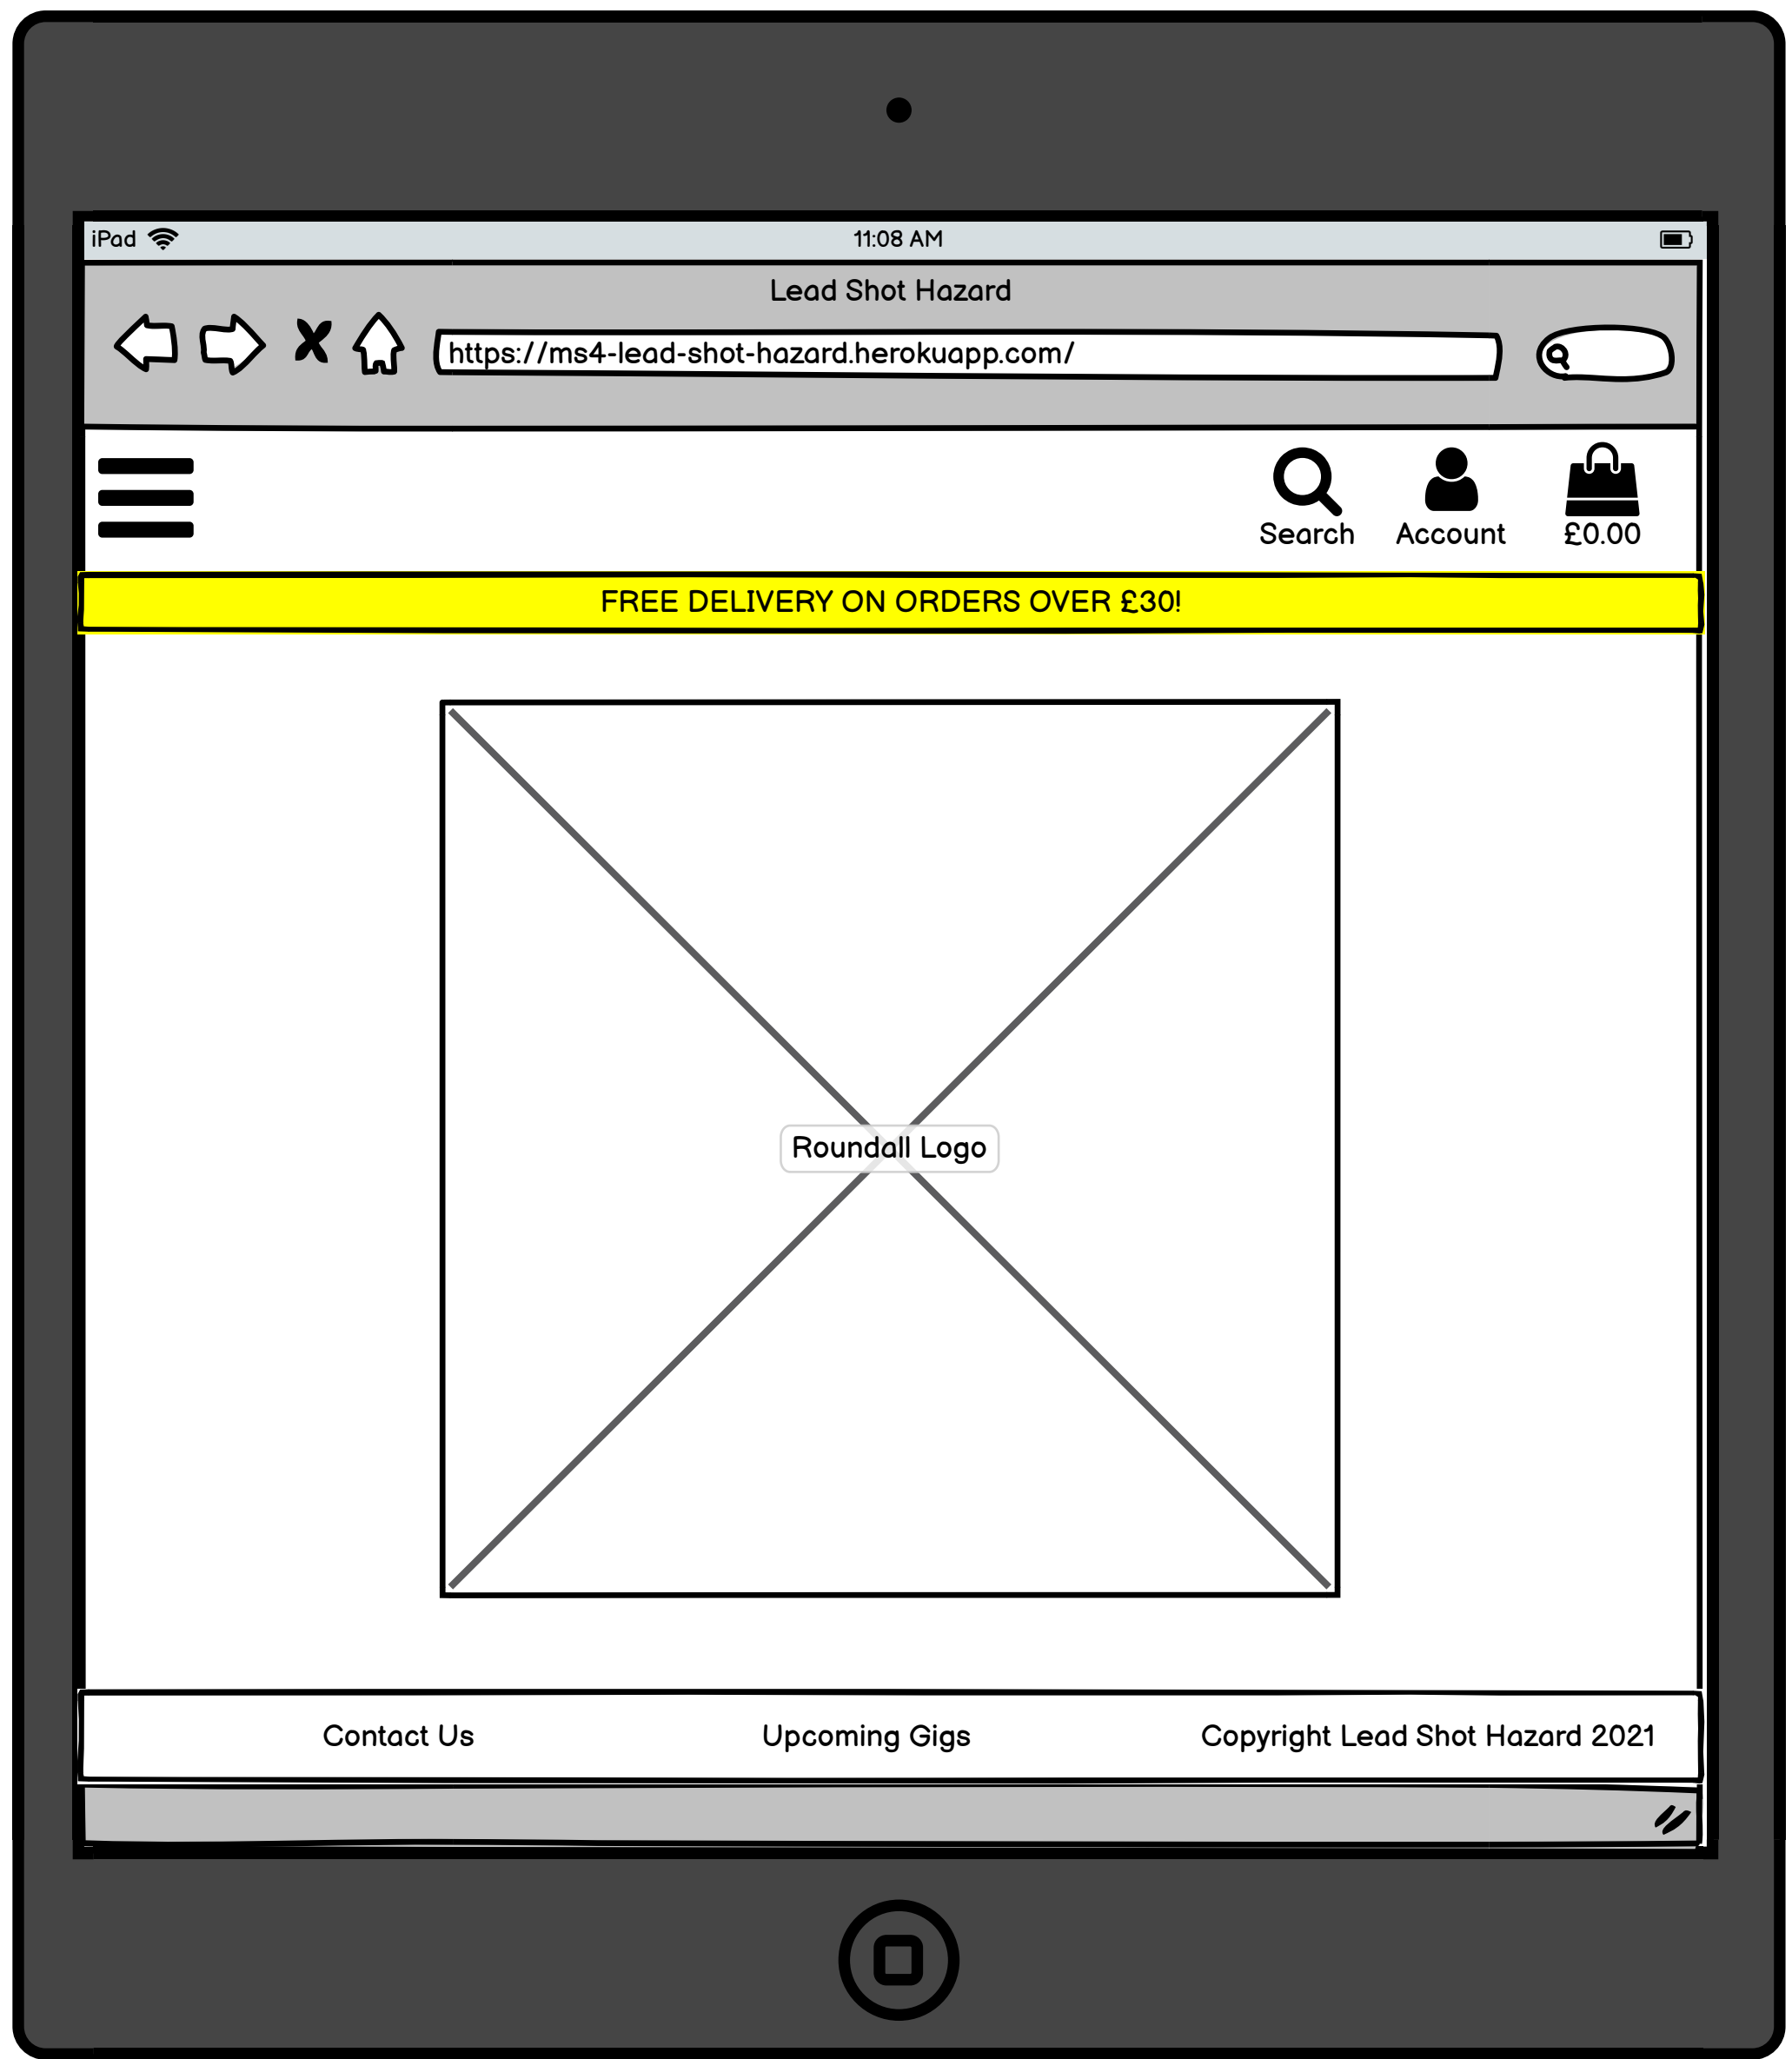 iPad
11:08 AM
Lead Shot Hazard
https://ms4-lead-shot-hazard.herokuapp.com/
Search
Account
£0.00
FREE DELIVERY ON ORDERS OVER £30!
Roundall Logo
Contact Us
Upcoming Gigs
Copyright Lead Shot Hazard 2021